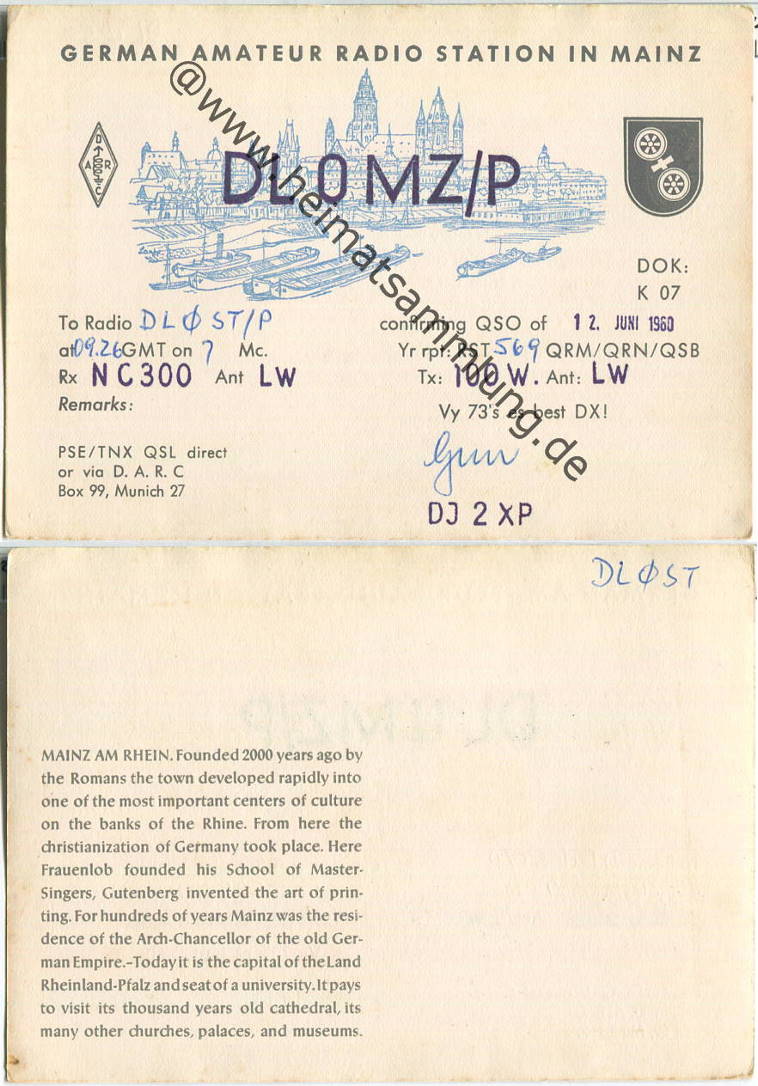 GERMAN AMATEUR RADIO STATION IN MAINZ
D
A R
C
DL0MZ/P
@www.heimatsammlung.de
DOK:
K 07
To Radio DLØST/P confirming QSO of 12. JUNI 1960
at 09.26 GMT on 7 Mc. Yr rpt: RST 569 QRM/QRN/QSB
Rx NC300 Ant LW Tx: 100W. Ant: LW
Remarks: Vy 73's es best DX!
PSE/TNX QSL direct
or via D. A. R. C
Box 99, Munich 27
DJ 2 XP
DLØST
MAINZ AM RHEIN. Founded 2000 years ago by
the Romans the town developed rapidly into
one of the most important centers of culture
on the banks of the Rhine. From here the
christianization of Germany took place. Here
Frauenlob founded his School of Master-
Singers, Gutenberg invented the art of prin-
ting. For hundreds of years Mainz was the resi-
dence of the Arch-Chancellor of the old Ger-
man Empire.-Today it is the capital of the Land
Rheinland-Pfalz and seat of a university. It pays
to visit its thousand years old cathedral, its
many other churches, palaces, and museums.